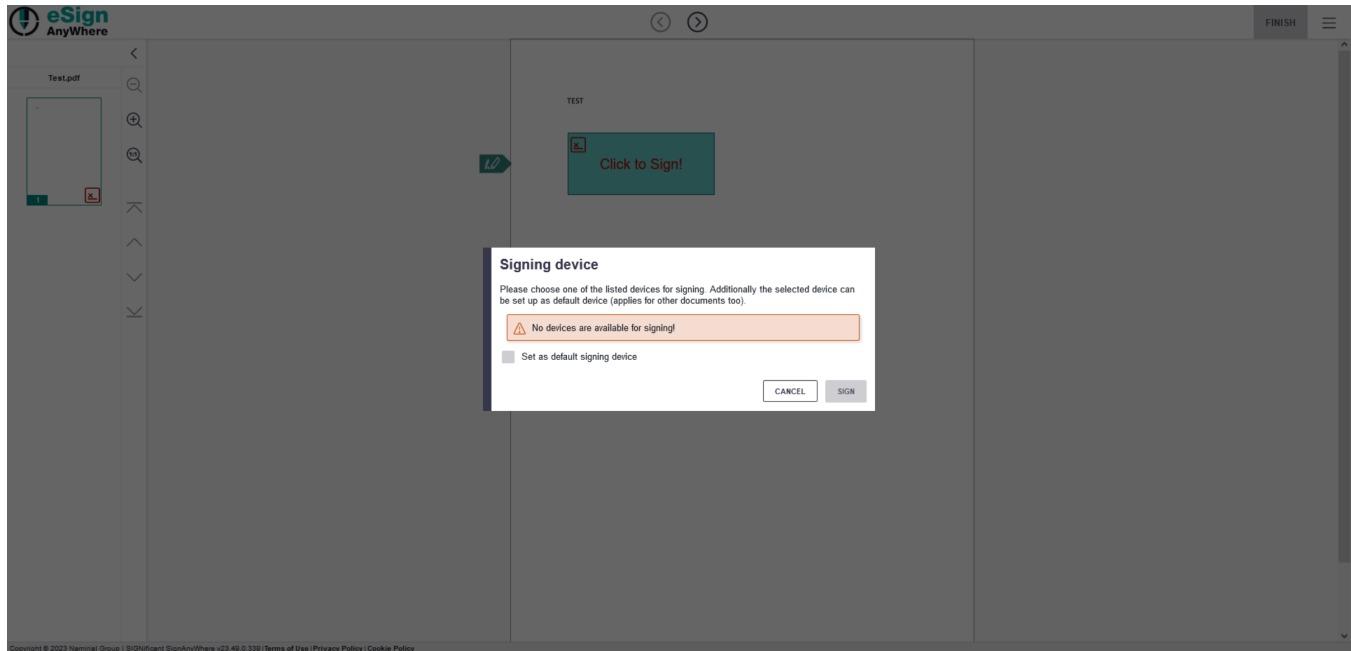 eSign
AnyWhere
FINISH
Test.pdf
1
1:1
TEST
x
Click to Sign!
Signing device
Please choose one of the listed devices for signing. Additionally the selected device can
be set up as default device (applies for other documents too).
No devices are available for signing!
Set as default signing device
CANCEL
SIGN
Copyright © 2023 Namirial Group | SIGNificant SignAnyWhere v23.49.0.339 | Terms of Use | Privacy Policy | Cookie Policy